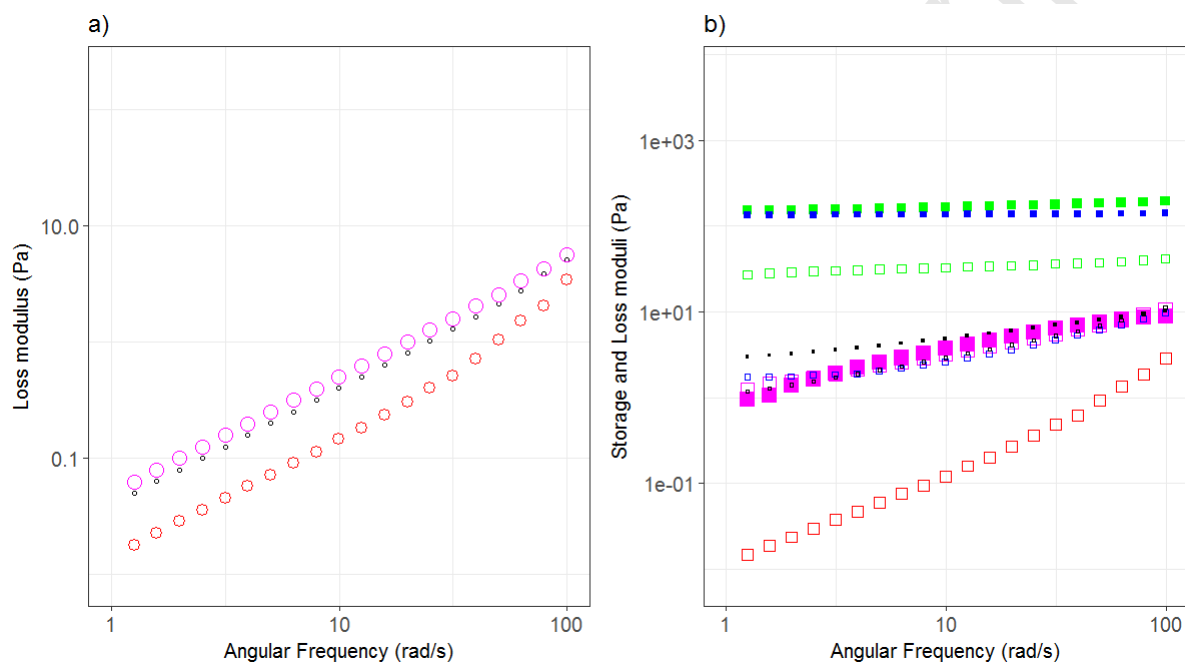 a)
Loss modulus (Pa)
10.0
0.1
1
10
100
Angular Frequency (rad/s)
b)
Storage and Loss moduli (Pa)
1e+03
1e+01
1e-01
1
10
100
Angular Frequency (rad/s)